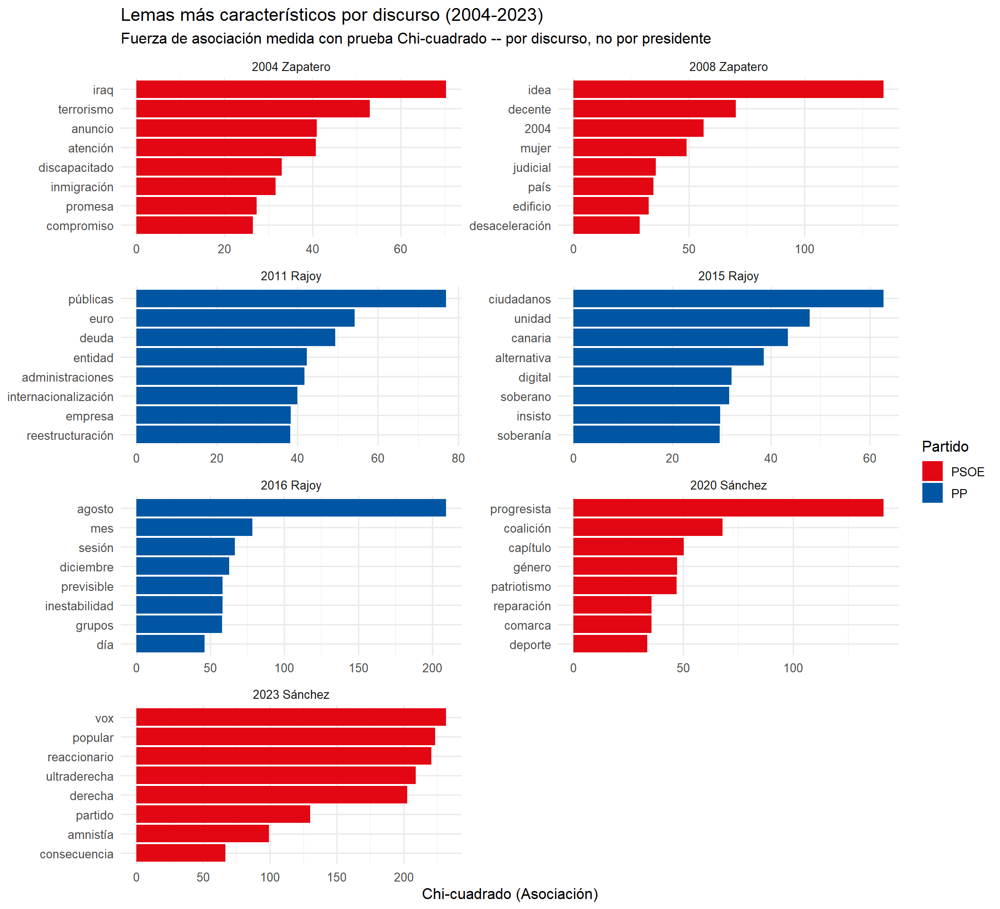 Lemas más característicos por discurso (2004-2023)
Fuerza de asociación medida con prueba Chi-cuadrado -- por discurso, no por presidente
2004 Zapatero
iraq
terrorismo
anuncio
atención
discapacitado
inmigración
promesa
compromiso
0 20 40 60
2008 Zapatero
idea
decente
2004
mujer
judicial
país
edificio
desaceleración
0 50 100
2011 Rajoy
públicas
euro
deuda
entidad
administraciones
internacionalización
empresa
reestructuración
0 20 40 60 80
2015 Rajoy
ciudadanos
unidad
canaria
alternativa
digital
soberano
insisto
soberanía
0 20 40 60
2016 Rajoy
agosto
mes
sesión
diciembre
previsible
inestabilidad
grupos
día
0 50 100 150 200
2020 Sánchez
progresista
coalición
capítulo
género
patriotismo
reparación
comarca
deporte
0 50 100
2023 Sánchez
vox
popular
reaccionario
ultraderecha
derecha
partido
amnistía
consecuencia
0 50 100 150 200
Chi-cuadrado (Asociación)
Partido
PSOE
PP